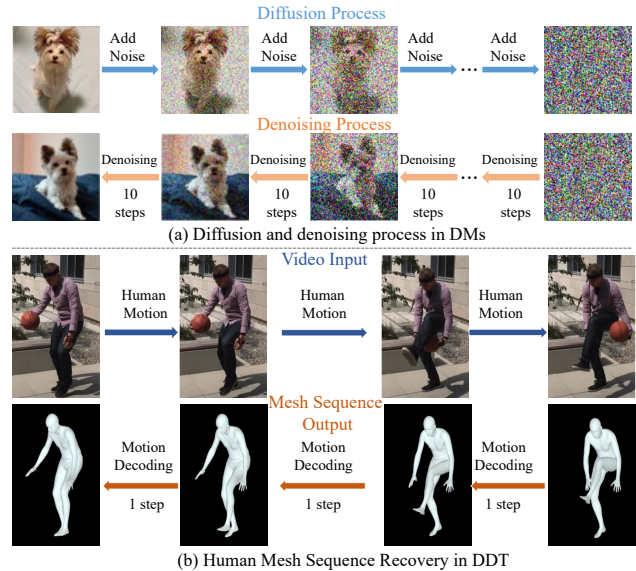 Diffusion Process
Add Noise
Add Noise
Add Noise
...
Add Noise
Denoising Process
Denoising 10 steps
Denoising 10 steps
Denoising 10 steps
...
Denoising 10 steps
(a) Diffusion and denoising process in DMs
Video Input
Human Motion
Human Motion
Human Motion
Mesh Sequence
Output
Motion Decoding 1 step
Motion Decoding 1 step
Motion Decoding 1 step
(b) Human Mesh Sequence Recovery in DDT